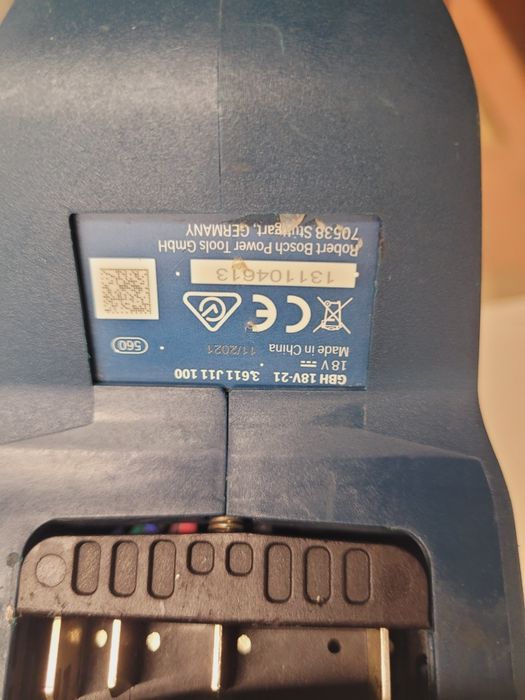 GBH 18V-21 3,611 J11 100
18 V ⎓
Made in China 11/2021
560
CE
131104613
Robert Bosch Power Tools GmbH
70538 Stuttgart, GERMANY